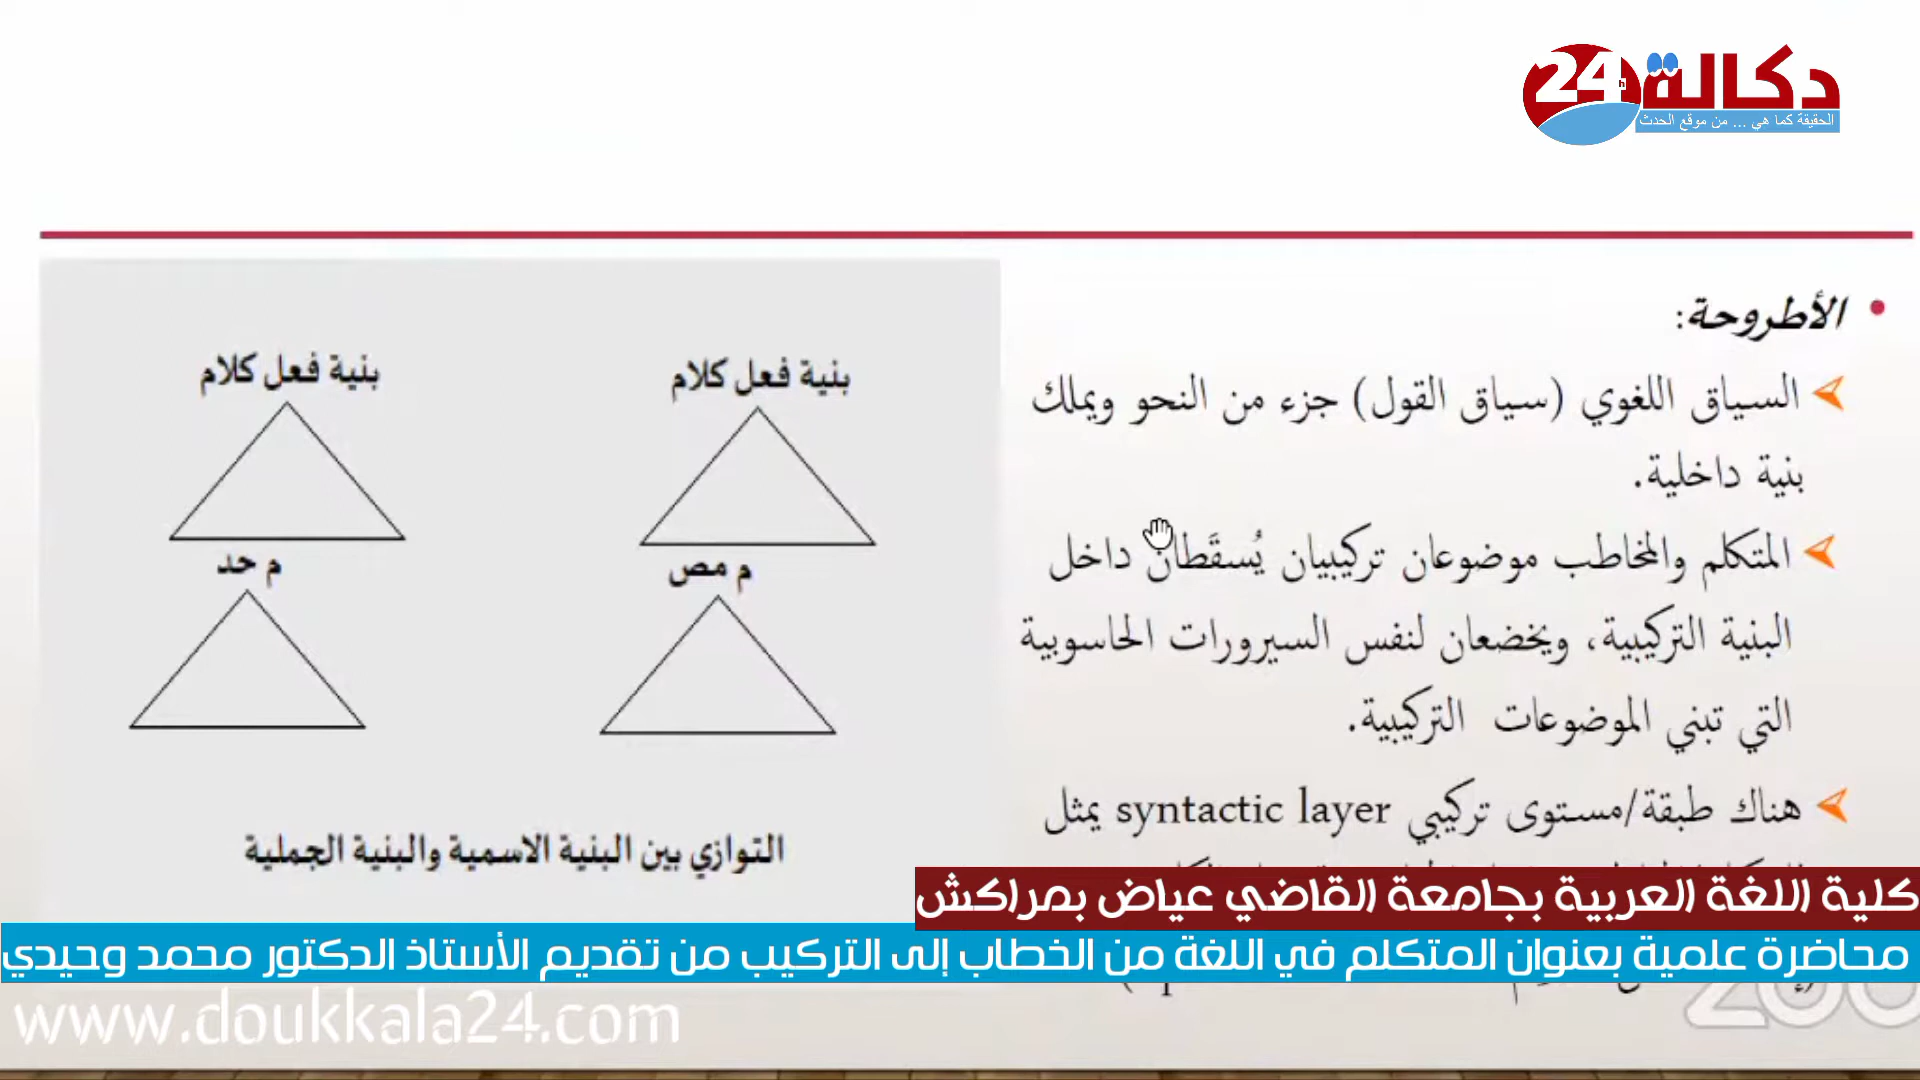 24h دكالة
الحقيقة كما هي ... من موقع الحدث
• الأطروحة:
السياق اللغوي (سياق القول) جزء من النحو ويملك
بنية داخلية.
المتكلم والمخاطب موضوعان تركيبيان يُسقَطان داخل
البنية التركيبية، ويخضعان لنفس السيرورات الحاسوبية
التي تبني الموضوعات التركيبية.
هناك طبقة/مستوى تركيبي syntactic layer يمثل
بنية فعل كلام
بنية فعل كلام
م مص
م حد
التوازي بين البنية الاسمية والبنية الجملية
كلية اللغة العربية بجامعة القاضي عياض بمراكش
محاضرة علمية بعنوان المتكلم في اللغة من الخطاب إلى التركيب من تقديم الأستاذ الدكتور محمد وحيدي
www.doukkala24.com